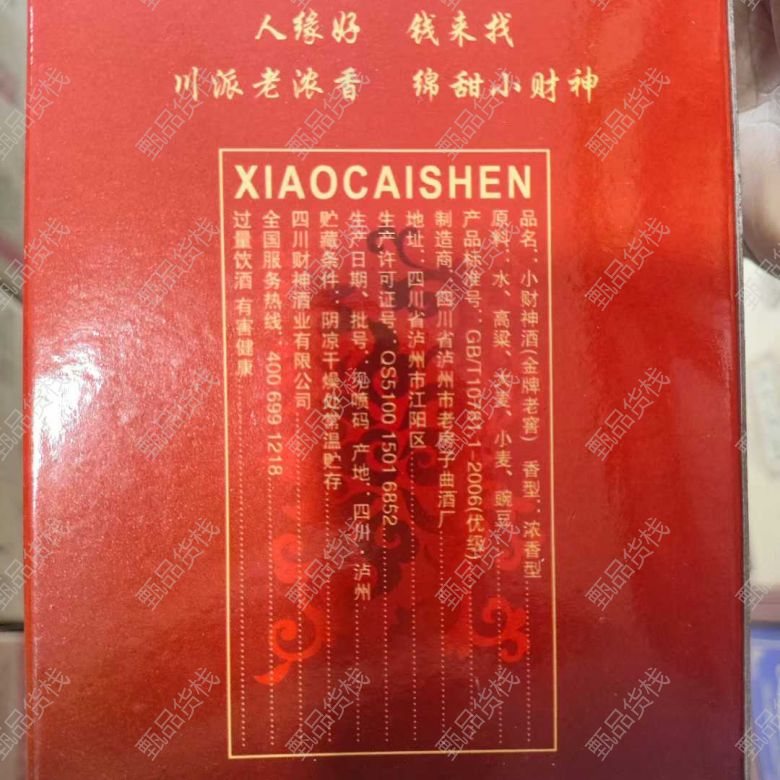 人缘好 钱来找
川派老浓香 绵甜小财神
XIAOCAISHEN
品名:小财神酒(金牌老窖) 香型:浓香型
原料:水、高粱、大麦、小麦、豌豆
产品标准号:GB/T10781.1-2006(优级)
制造商:四川省泸州市老房子曲酒厂
地址:四川省泸州市江阳区
生产许可证号:QS5100 1501 6852
生产日期、批号:见喷码 产地:四川·泸州
贮藏条件:阴凉干燥处常温贮存
四川财神酒业有限公司
全国服务热线:400 699 1218
过量饮酒 有害健康
甄品货栈